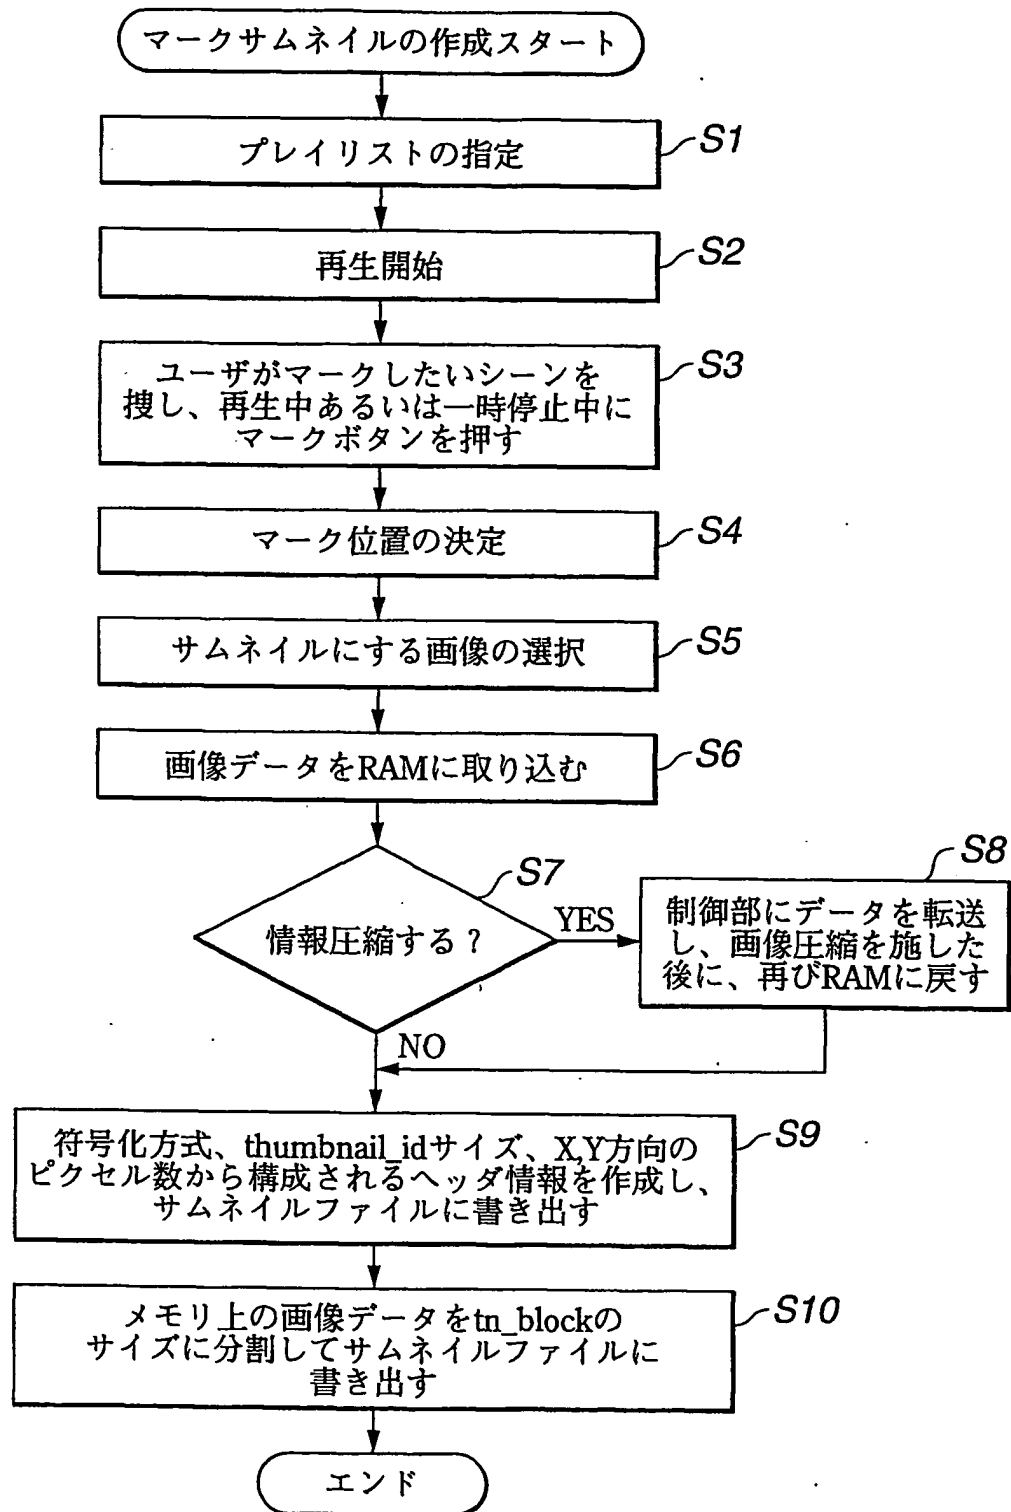 マークサムネイルの作成スタート
プレイリストの指定
S1
再生開始
S2
ユーザがマークしたいシーンを
捜し、再生中あるいは一時停止中に
マークボタンを押す
S3
マーク位置の決定
S4
サムネイルにする画像の選択
S5
画像データをRAMに取り込む
S6
情報圧縮する？
S7
YES
制御部にデータを転送
し、画像圧縮を施した
後に、再びRAMに戻す
S8
NO
符号化方式、thumbnail_idサイズ、X,Y方向の
ピクセル数から構成されるヘッダ情報を作成し、
サムネイルファイルに書き出す
S9
メモリ上の画像データをtn_blockの
サイズに分割してサムネイルファイルに
書き出す
S10
エンド